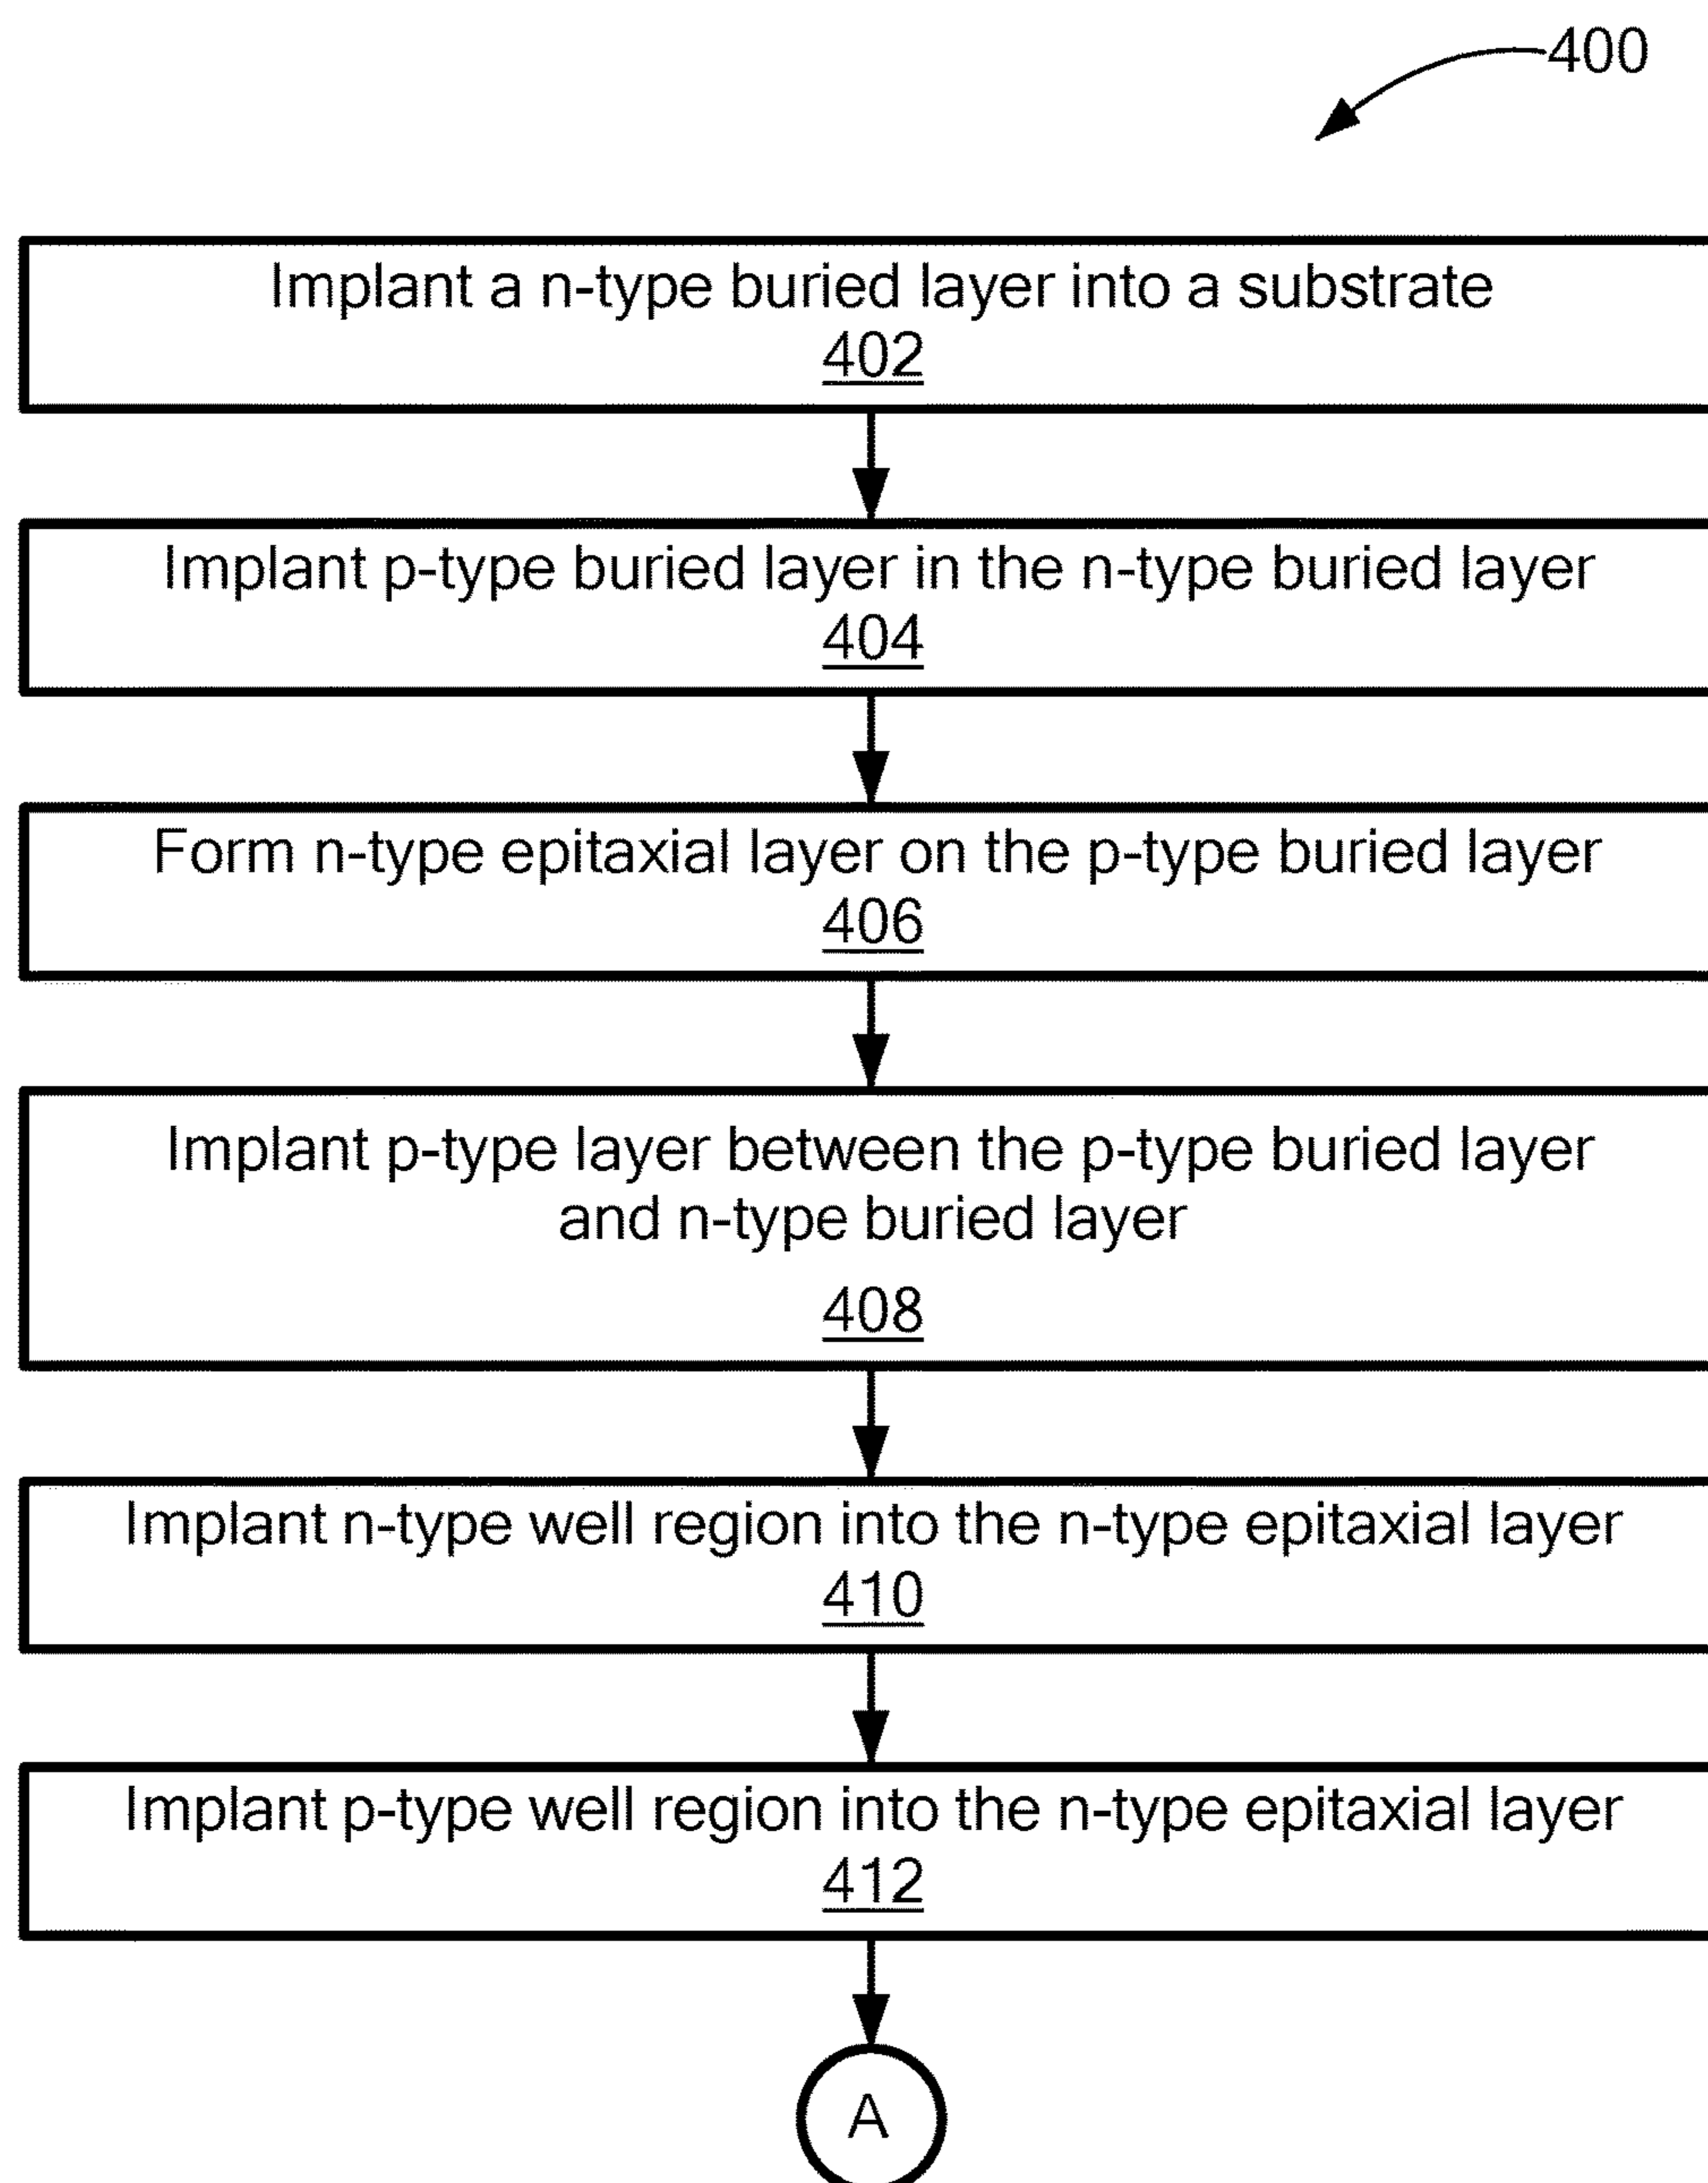 400
Implant a n-type buried layer into a substrate
402
Implant p-type buried layer in the n-type buried layer
404
Form n-type epitaxial layer on the p-type buried layer
406
Implant p-type layer between the p-type buried layer
and n-type buried layer
408
Implant n-type well region into the n-type epitaxial layer
410
Implant p-type well region into the n-type epitaxial layer
412
A